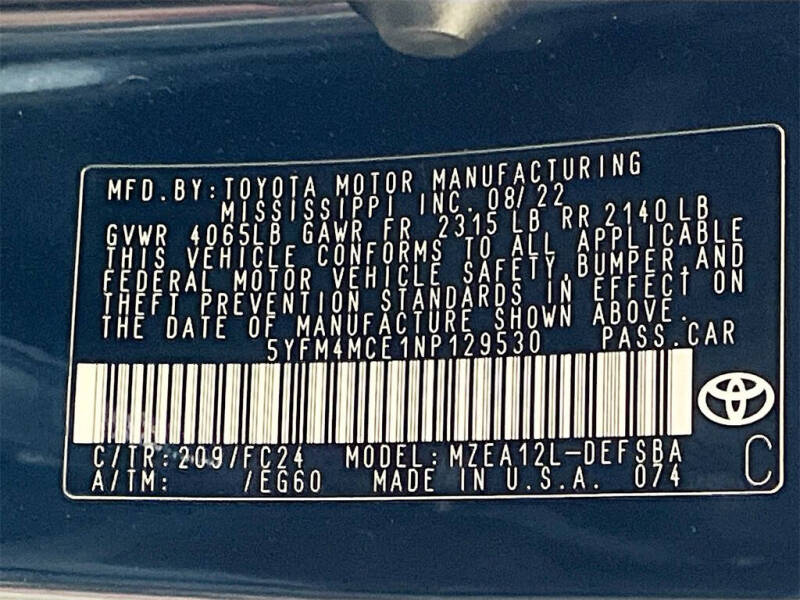 MFD.BY:TOYOTA MOTOR MANUFACTURING
MISSISSIPPI INC. 08/22
GVWR 4065LB GAWR FR 2315 LB RR 2140 LB
THIS VEHICLE CONFORMS TO ALL APPLICABLE
FEDERAL MOTOR VEHICLE SAFETY,BUMPER,AND
THEFT PREVENTION STANDARDS IN EFFECT ON
THE DATE OF MANUFACTURE SHOWN ABOVE.
5YFM4MCE1NP129530 PASS.CAR
C/TR:209/FC24 MODEL:MZEA12L-DEFSBA
A/TM: /EG60 MADE IN U.S.A. 074 C